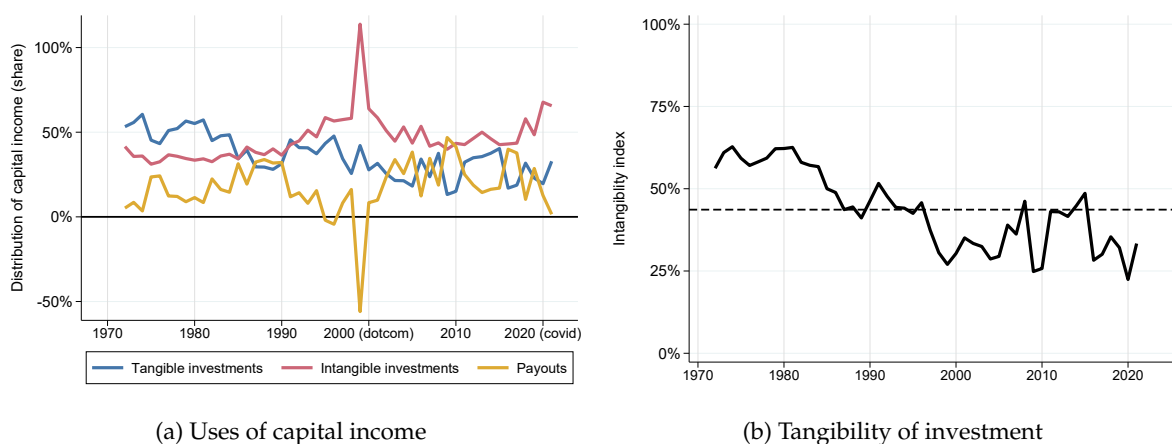 Distribution of capital income (share)
100%
50%
0%
-50%
1970
1980
1990
2000 (dotcom)
2010
2020 (covid)
Tangible investments
Intangible investments
Payouts
(a) Uses of capital income
Intangibility index
100%
75%
50%
25%
0%
1970
1980
1990
2000
2010
2020
(b) Tangibility of investment